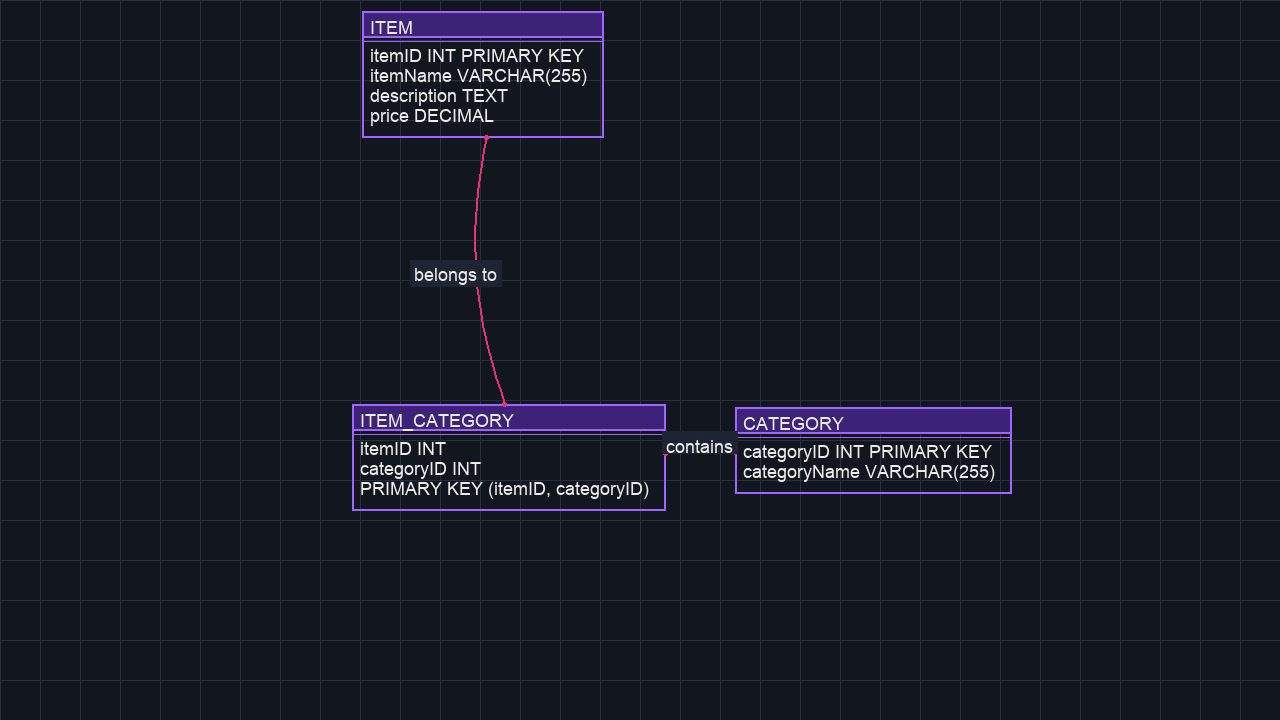 ITEM
itemID INT PRIMARY KEY
itemName VARCHAR(255)
description TEXT
price DECIMAL
belongs to
ITEM_CATEGORY
itemID INT
categoryID INT
PRIMARY KEY (itemID, categoryID)
contains
CATEGORY
categoryID INT PRIMARY KEY
categoryName VARCHAR(255)